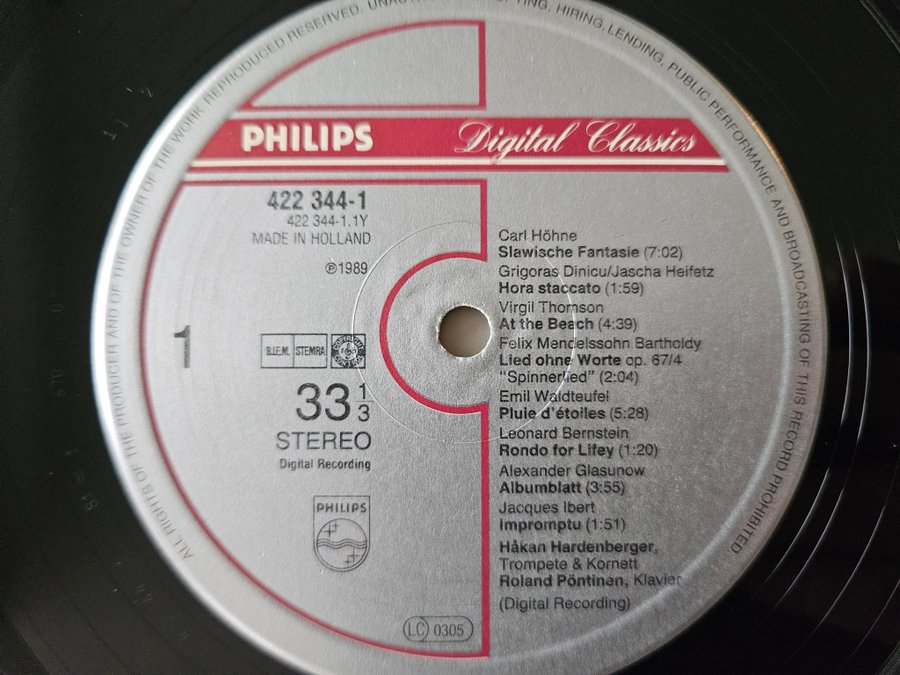 ALL RIGHTS OF THE PRODUCER AND OF THE OWNER OF THE WORK REPRODUCED RESERVED. HIRING, LENDING, PUBLIC PERFORMANCE AND BROADCASTING OF THIS RECORD PROHIBITED
PHILIPS Digital Classics
422 344-1
422 344-1.1Y
MADE IN HOLLAND
℗1989
1
B.I.E.M. STEMRA
33 1/3
STEREO
Digital Recording
PHILIPS
LC 0305
Carl Höhne
Slawische Fantasie (7:02)
Grigoras Dinicu/Jascha Heifetz
Hora staccato (1:59)
Virgil Thomson
At the Beach (4:39)
Felix Mendelssohn Bartholdy
Lied ohne Worte op. 67/4
"Spinnerlied" (2:04)
Emil Waldteufel
Pluie d'étoiles (5:28)
Leonard Bernstein
Rondo for Lifey (1:20)
Alexander Glasunow
Albumblatt (3:55)
Jacques Ibert
Impromptu (1:51)
Håkan Hardenberger,
Trompete & Kornett
Roland Pöntinen, Klavier
(Digital Recording)